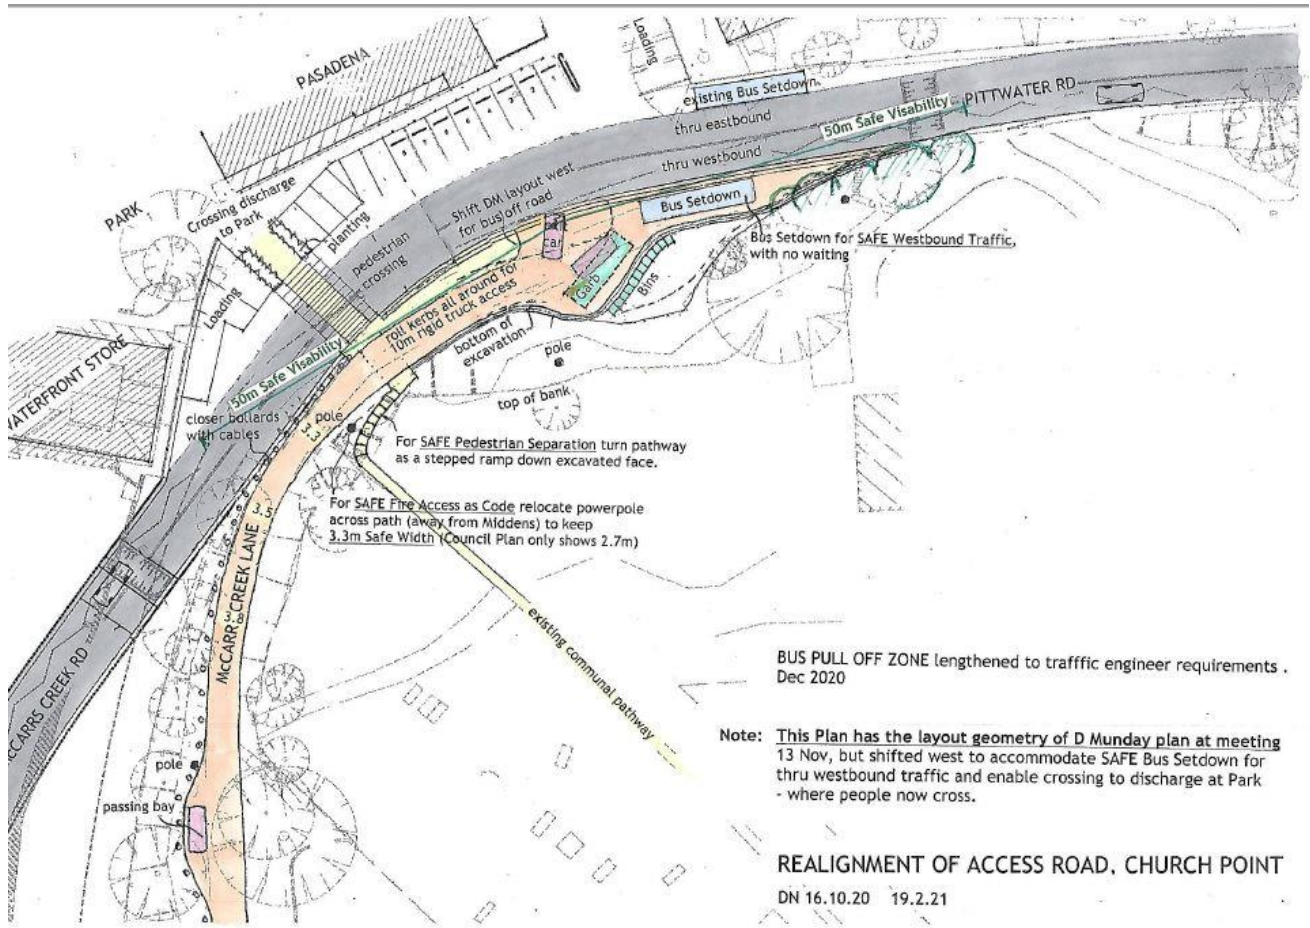 PASADENA
Loading
existing Bus Setdown
PITTWATER RD
thru eastbound
50m Safe Visability
thru westbound
PARK
Crossing discharge
to Park
planting
Shift DM layout west
for bus off road
Bus Setdown
pedestrian
crossing
car
Bus Setdown for SAFE Westbound Traffic,
with no waiting
Garb
Bins
Loading
roll kerbs all around for
10m rigid truck access
bottom of
excavation
pole
WATERFRONT STORE
50m Safe Visability
top of bank
closer bollards
with cables
pole
3.3
For SAFE Pedestrian Separation turn pathway
as a stepped ramp down excavated face.
For SAFE Fire Access as Code relocate powerpole
across path (away from Middens) to keep
3.3m Safe Width (Council Plan only shows 2.7m)
3.5
McCARR CREEK LANE
3.8
existing communal pathway
McCARRS CREEK RD
BUS PULL OFF ZONE lengthened to trafffic engineer requirements .
Dec 2020
Note: This Plan has the layout geometry of D Munday plan at meeting
13 Nov, but shifted west to accommodate SAFE Bus Setdown for
thru westbound traffic and enable crossing to discharge at Park
- where people now cross.
pole
passing bay
REALIGNMENT OF ACCESS ROAD, CHURCH POINT
DN 16.10.20 19.2.21